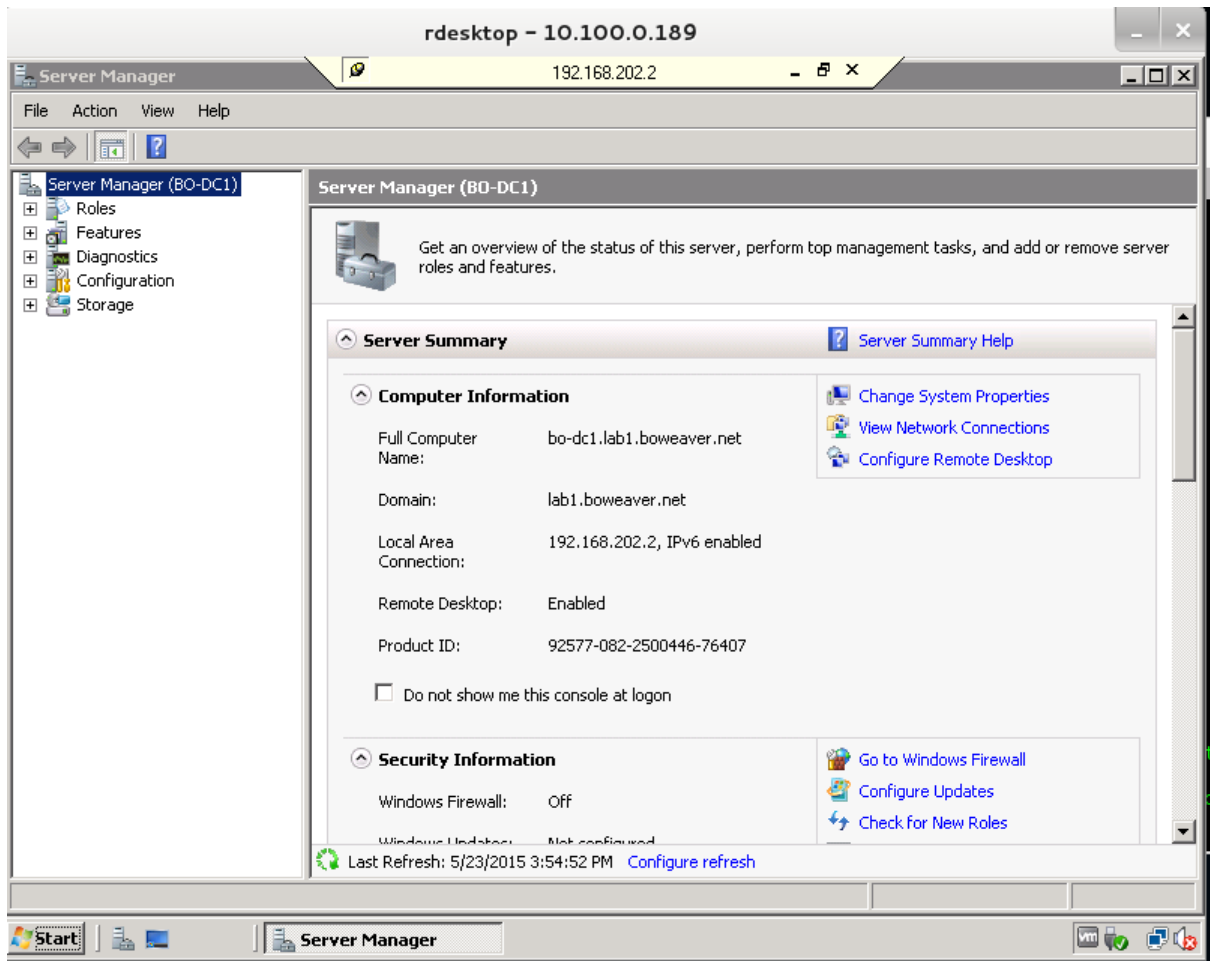 rdesktop - 10.100.0.189
Server Manager
192.168.202.2
File Action View Help
Server Manager (BO-DC1)
Roles
Features
Diagnostics
Configuration
Storage
Server Manager (BO-DC1)
Get an overview of the status of this server, perform top management tasks, and add or remove server
roles and features.
Server Summary
Server Summary Help
Computer Information
Full Computer
Name:
bo-dc1.lab1.boweaver.net
Domain:
lab1.boweaver.net
Local Area
Connection:
192.168.202.2, IPv6 enabled
Remote Desktop:
Enabled
Product ID:
92577-082-2500446-76407
Do not show me this console at logon
Change System Properties
View Network Connections
Configure Remote Desktop
Security Information
Windows Firewall:
Off
Windows Updates:
Not configured
Go to Windows Firewall
Configure Updates
Check for New Roles
Last Refresh: 5/23/2015 3:54:52 PM Configure refresh
Start
Server Manager
vm